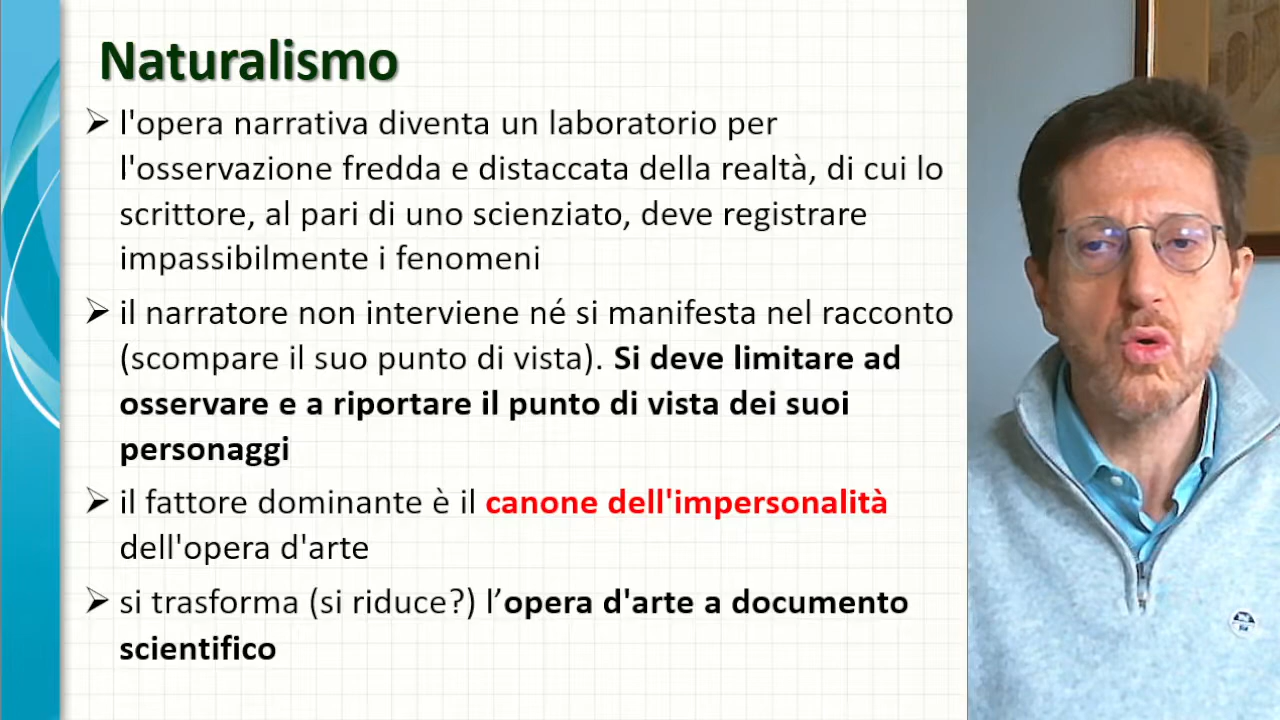 Naturalismo
➢ l'opera narrativa diventa un laboratorio per
l'osservazione fredda e distaccata della realtà, di cui lo
scrittore, al pari di uno scienziato, deve registrare
impassibilmente i fenomeni
➢ il narratore non interviene né si manifesta nel racconto
(scompare il suo punto di vista). Si deve limitare ad
osservare e a riportare il punto di vista dei suoi
personaggi
➢ il fattore dominante è il canone dell'impersonalità
dell'opera d'arte
➢ si trasforma (si riduce?) l’opera d'arte a documento
scientifico